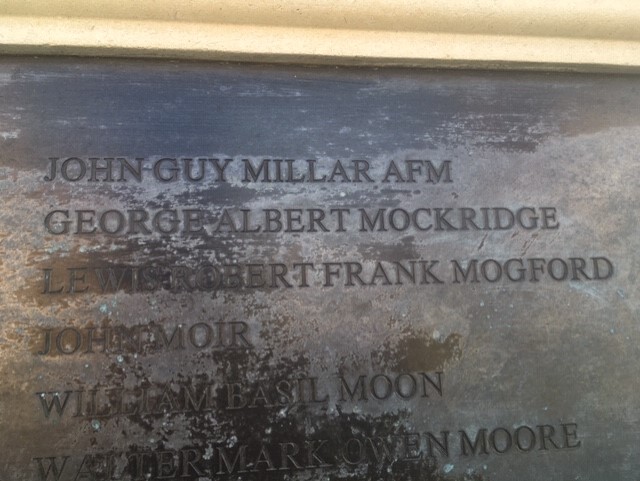 JOHN GUY MILLAR AFM
GEORGE ALBERT MOCKRIDGE
LEWIS ROBERT FRANK MOGFORD
JOHN MOIR
WILLIAM BASIL MOON
WALTER MARK OWEN MOORE